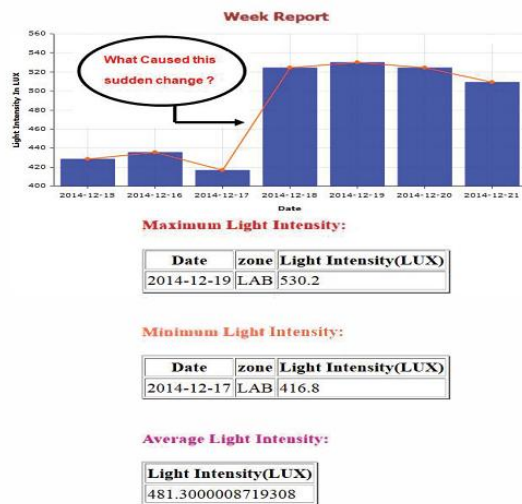 Week Report
What Caused this
sudden change ?
Light Intensity In LUX
560
540
520
500
480
460
440
420
400
2014-12-15 2014-12-16 2014-12-17 2014-12-18 2014-12-19 2014-12-20 2014-12-21
Date
Maximum Light Intensity:
Date zone Light Intensity(LUX)
2014-12-19 LAB 530.2
Minimum Light Intensity:
Date zone Light Intensity(LUX)
2014-12-17 LAB 416.8
Average Light Intensity:
Light Intensity(LUX)
481.3000008719308